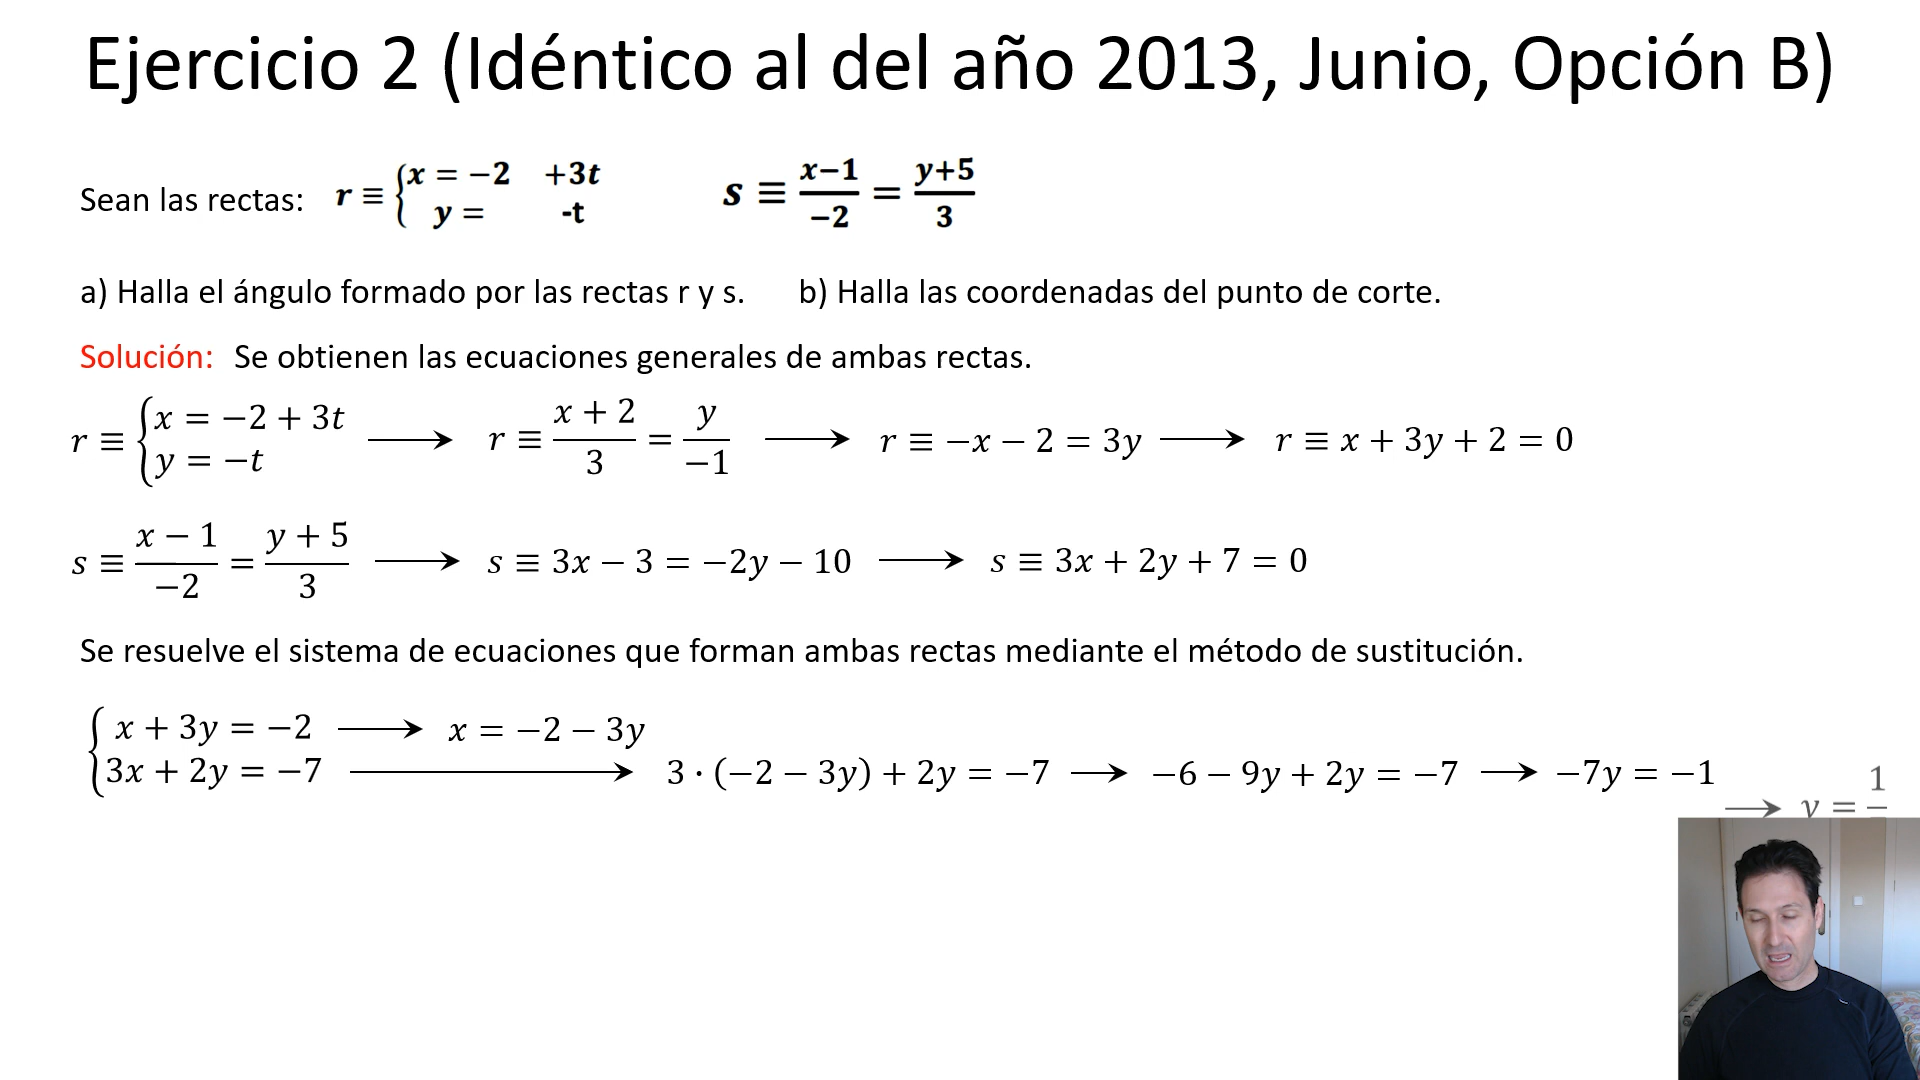 Ejercicio 2 (Idéntico al del año 2013, Junio, Opción B)
Sean las rectas: r ≡ {x = −2 +3t   s ≡ x−1/−2 = y+5/3
y = -t
a) Halla el ángulo formado por las rectas r y s. b) Halla las coordenadas del punto de corte.
Solución: Se obtienen las ecuaciones generales de ambas rectas.
r ≡ {x = −2 + 3t, y = −t ⟶ r ≡ x + 2/3 = y/−1 ⟶ r ≡ −x − 2 = 3y ⟶ r ≡ x + 3y + 2 = 0
s ≡ x − 1/−2 = y + 5/3 ⟶ s ≡ 3x − 3 = −2y − 10 ⟶ s ≡ 3x + 2y + 7 = 0
Se resuelve el sistema de ecuaciones que forman ambas rectas mediante el método de sustitución.
{x + 3y = −2 ⟶ x = −2 − 3y
3x + 2y = −7 ⟶ 3 · (−2 − 3y) + 2y = −7 ⟶ −6 − 9y + 2y = −7 ⟶ −7y = −1
⟶ y = 1